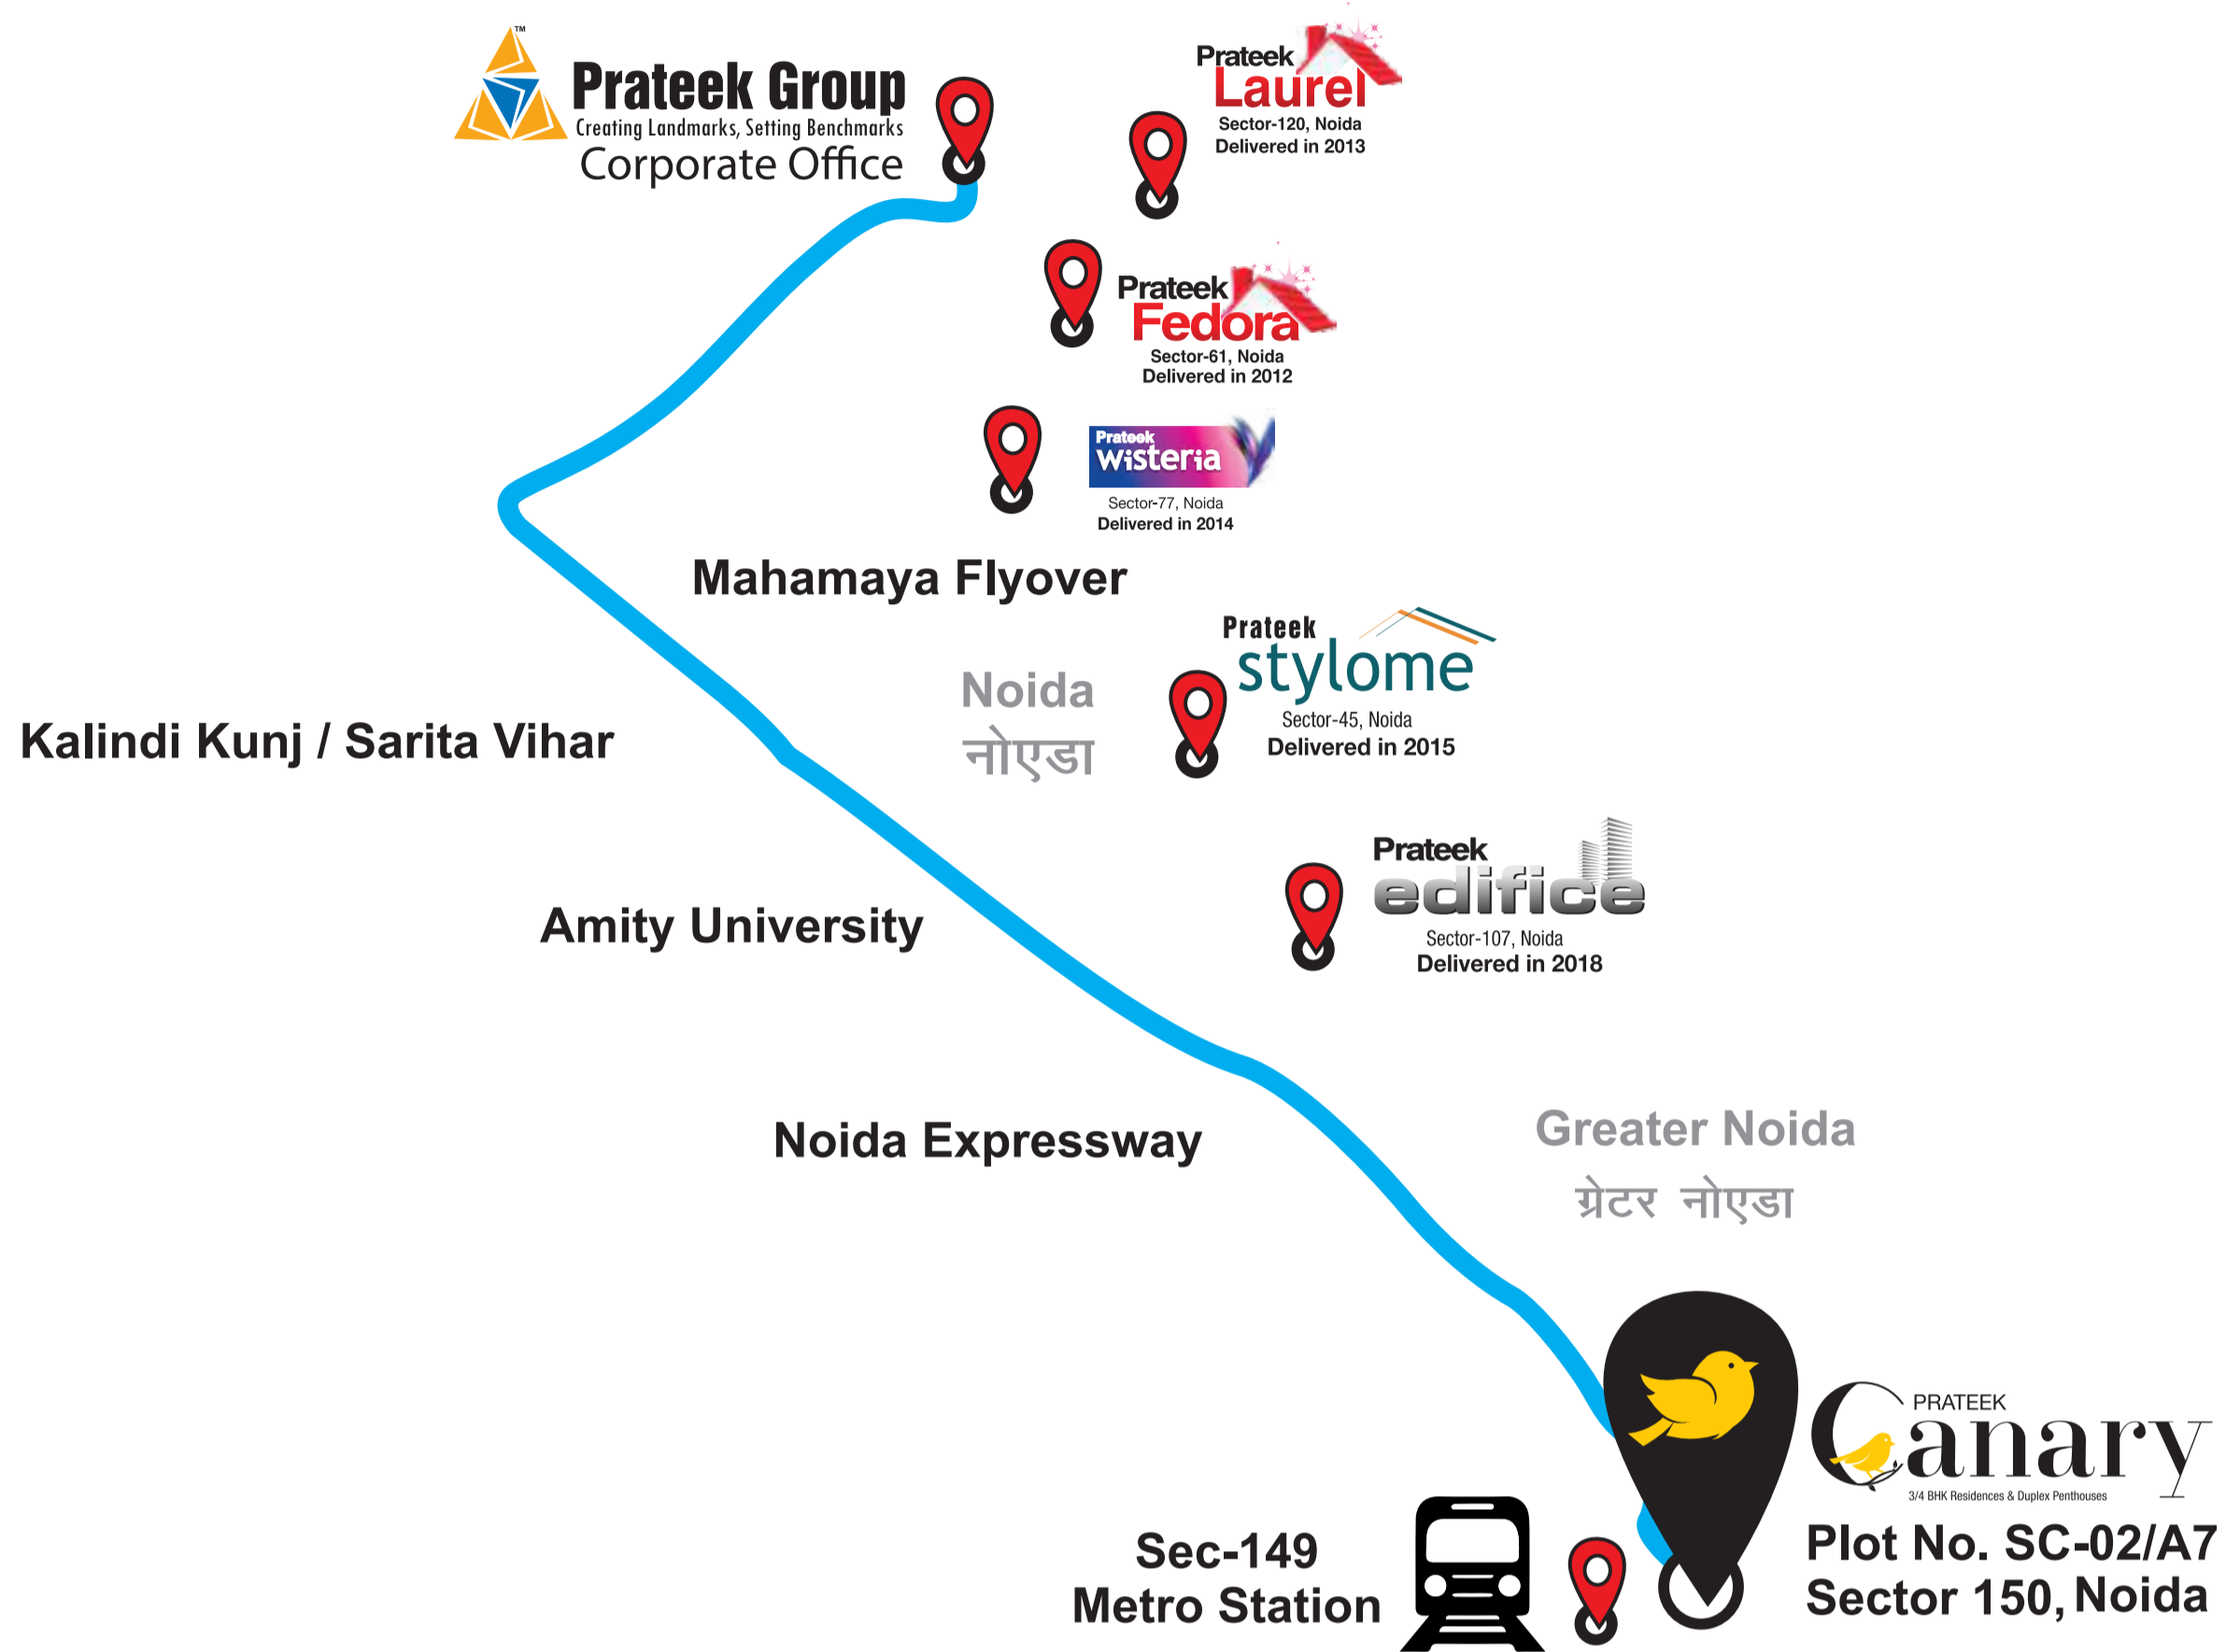 TM
Prateek Group
Creating Landmarks, Setting Benchmarks
Corporate Office
Prateek
Laurel
Sector-120, Noida
Delivered in 2013
Prateek
Fedora
Sector-61, Noida
Delivered in 2012
Prateek
wisteria
Sector-77, Noida
Delivered in 2014
Mahamaya Flyover
Prateek
stylome
Sector-45, Noida
Delivered in 2015
Noida
नोएडा
Kalindi Kunj / Sarita Vihar
Prateek
edifice
Sector-107, Noida
Delivered in 2018
Amity University
Noida Expressway
Greater Noida
ग्रेटर नोएडा
PRATEEK
Canary
3/4 BHK Residences & Duplex Penthouses
Plot No. SC-02/A7
Sector 150, Noida
Sec-149
Metro Station